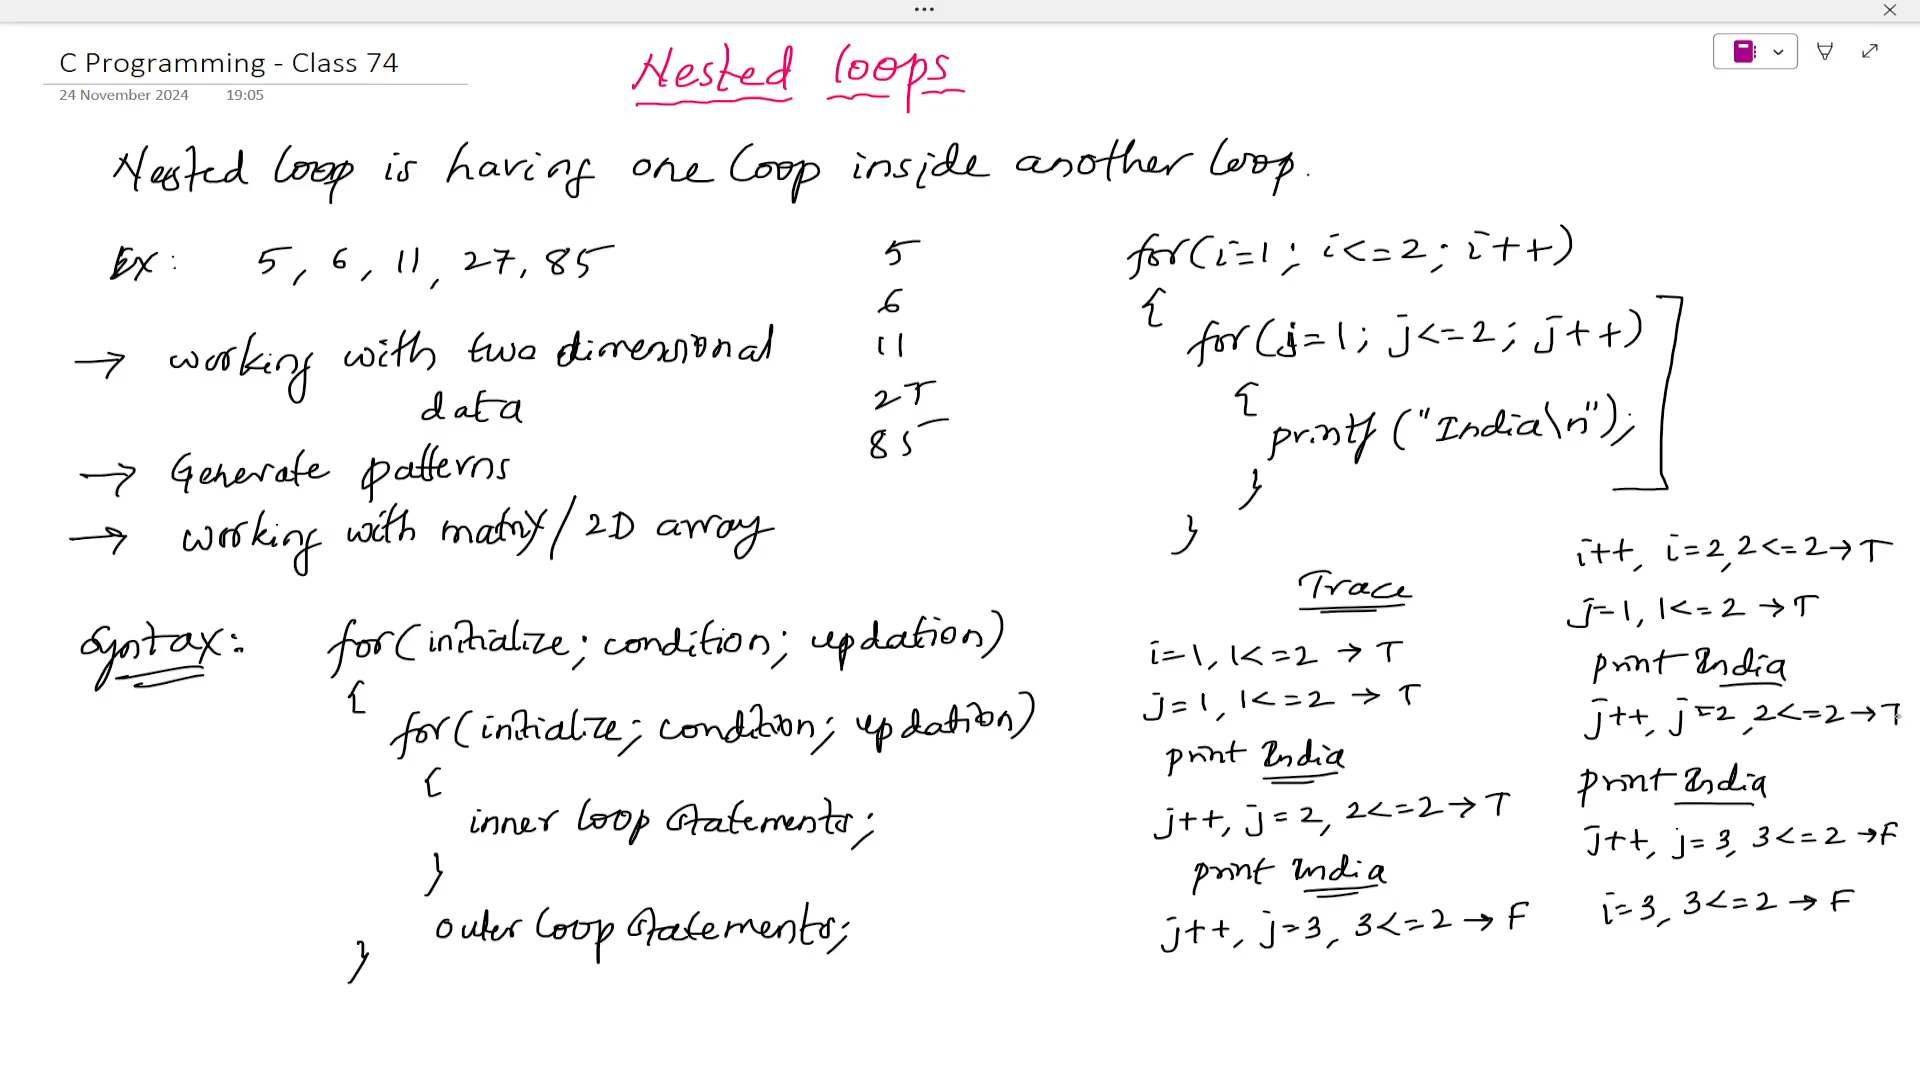 C Programming - Class 74
24 November 2024 19:05
Nested loops
Nested loop is having one loop inside another loop.
Ex: 5, 6, 11, 27, 85
5
6
11
27
85
→ working with two dimensional
data
→ Generate patterns
→ working with matrix/2D array
Syntax: for(initialize; condition; updation)
{
for(initialize; condition; updation)
{
inner loop statements;
}
outer loop statements;
}
for(i=1; i<=2; i++)
{
for(j=1; j<=2; j++)
{
printf("India\n");
}
}
Trace
i=1, 1<=2 → T
j=1, 1<=2 → T
print India
j++, j=2, 2<=2→T
print India
j++, j=3, 3<=2→F
i++, i=2, 2<=2→T
j=1, 1<=2→T
print India
j++, j=2, 2<=2→T
print India
j++, j=3, 3<=2→F
i=3, 3<=2→F